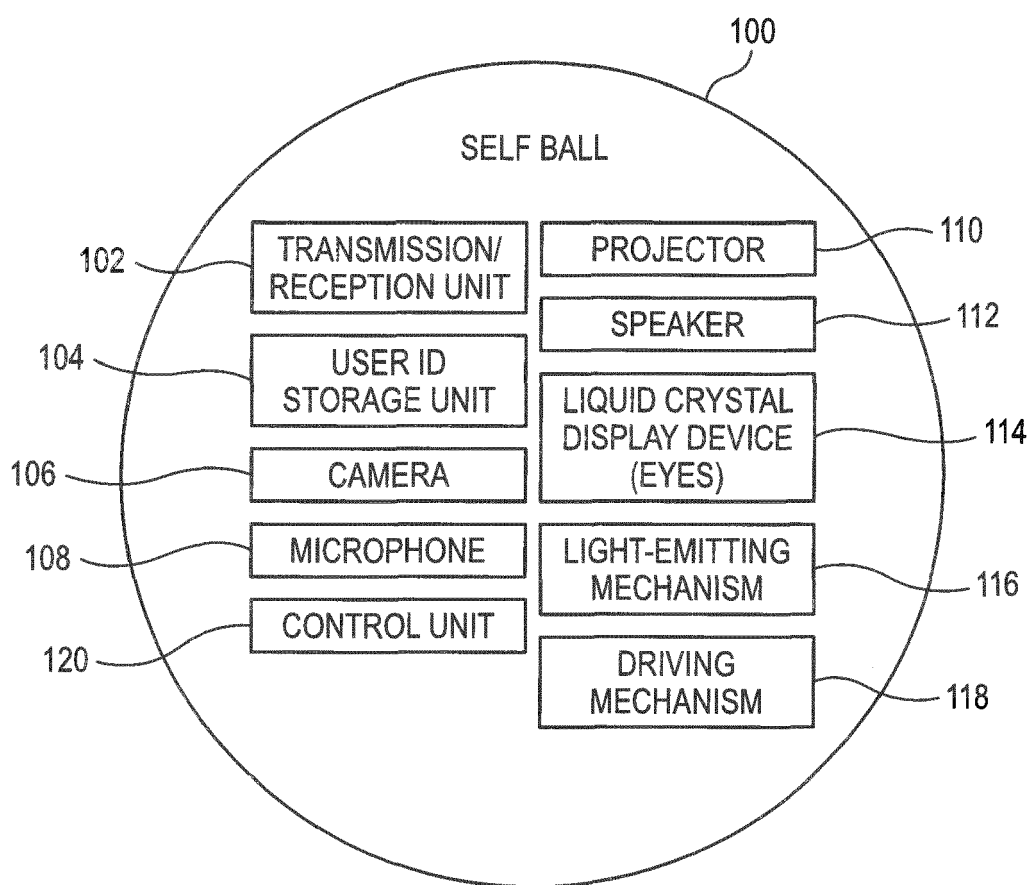 100
SELF BALL
102
TRANSMISSION/
RECEPTION UNIT
104
USER ID
STORAGE UNIT
106
CAMERA
108
MICROPHONE
120
CONTROL UNIT
PROJECTOR
110
SPEAKER
112
LIQUID CRYSTAL
DISPLAY DEVICE
(EYES)
114
LIGHT-EMITTING
MECHANISM
116
DRIVING
MECHANISM
118